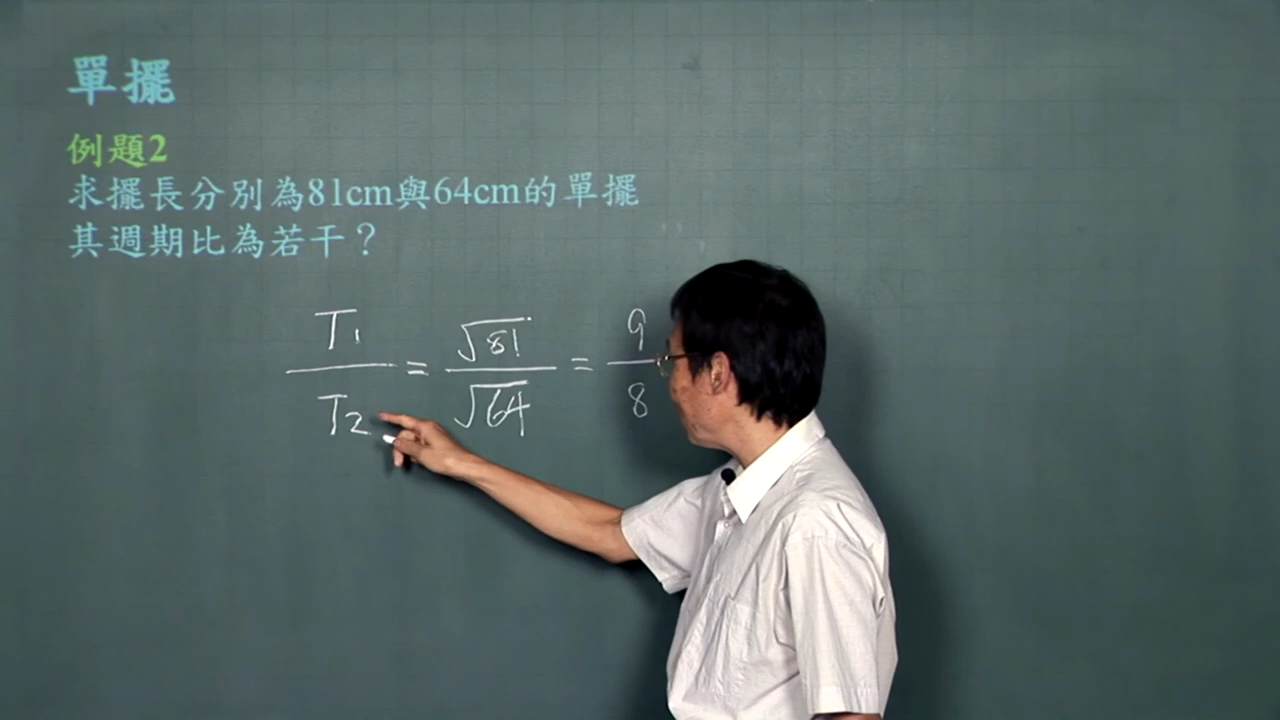 單擺
例題2
求擺長分別為81cm與64cm的單擺
其週期比為若干？
T₁/T₂ = √81/√64 = 9/8